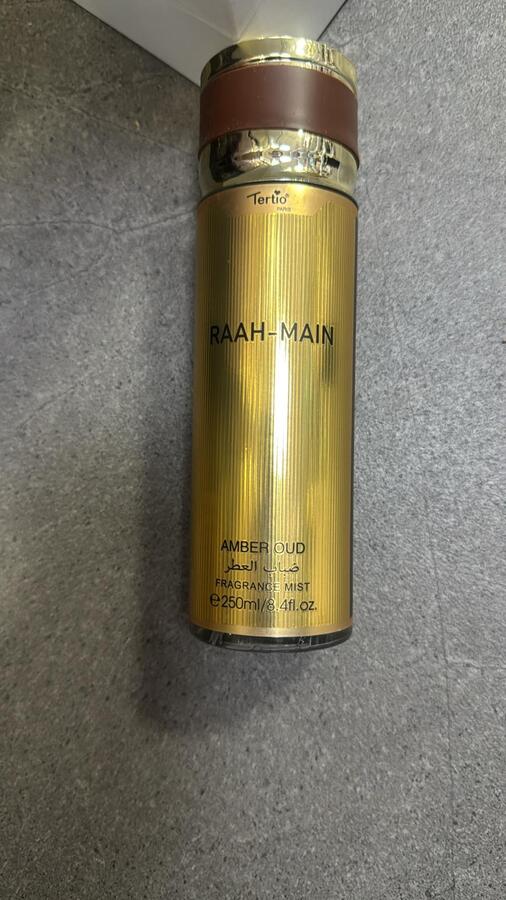 Tertio®
PARIS
RAAH-MAIN
AMBER OUD
ضباب العطر
FRAGRANCE MIST
℮250ml/8.4fl.oz.